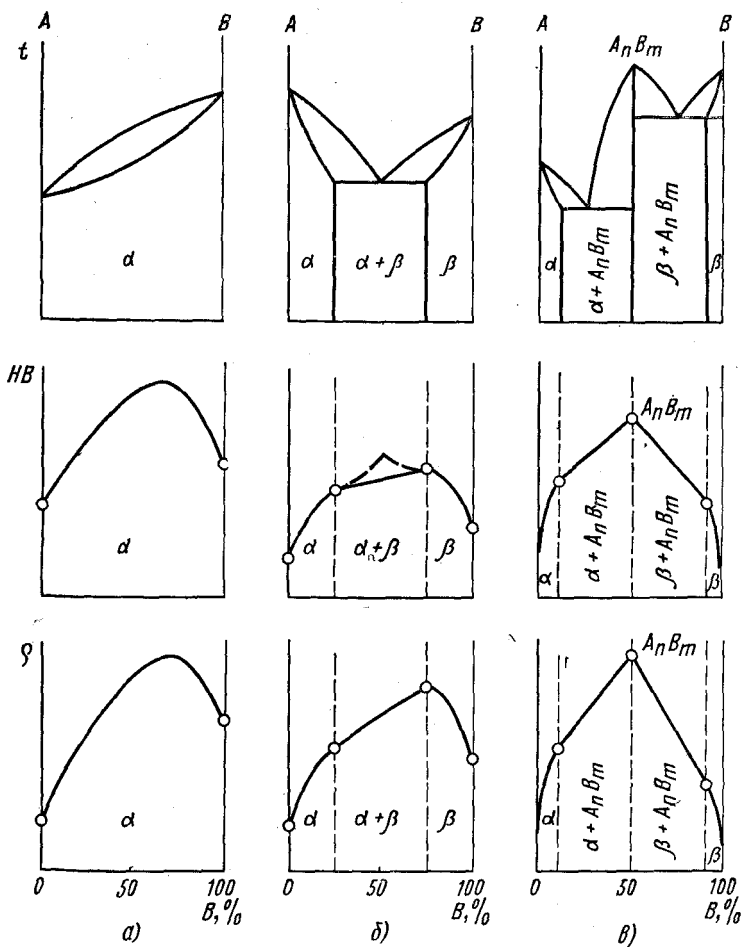 A B A B A B
t AnBm
α
α α+β β
α α+AnBm β+AnBm β
HB
AnBm
α
α α+β β
α α+AnBm β+AnBm β
ρ
AnBm
α
α α+β β
α α+AnBm β+AnBm β
0 50 100 0 50 100 0 50 100
B,% B,% B,%
а) б) в)